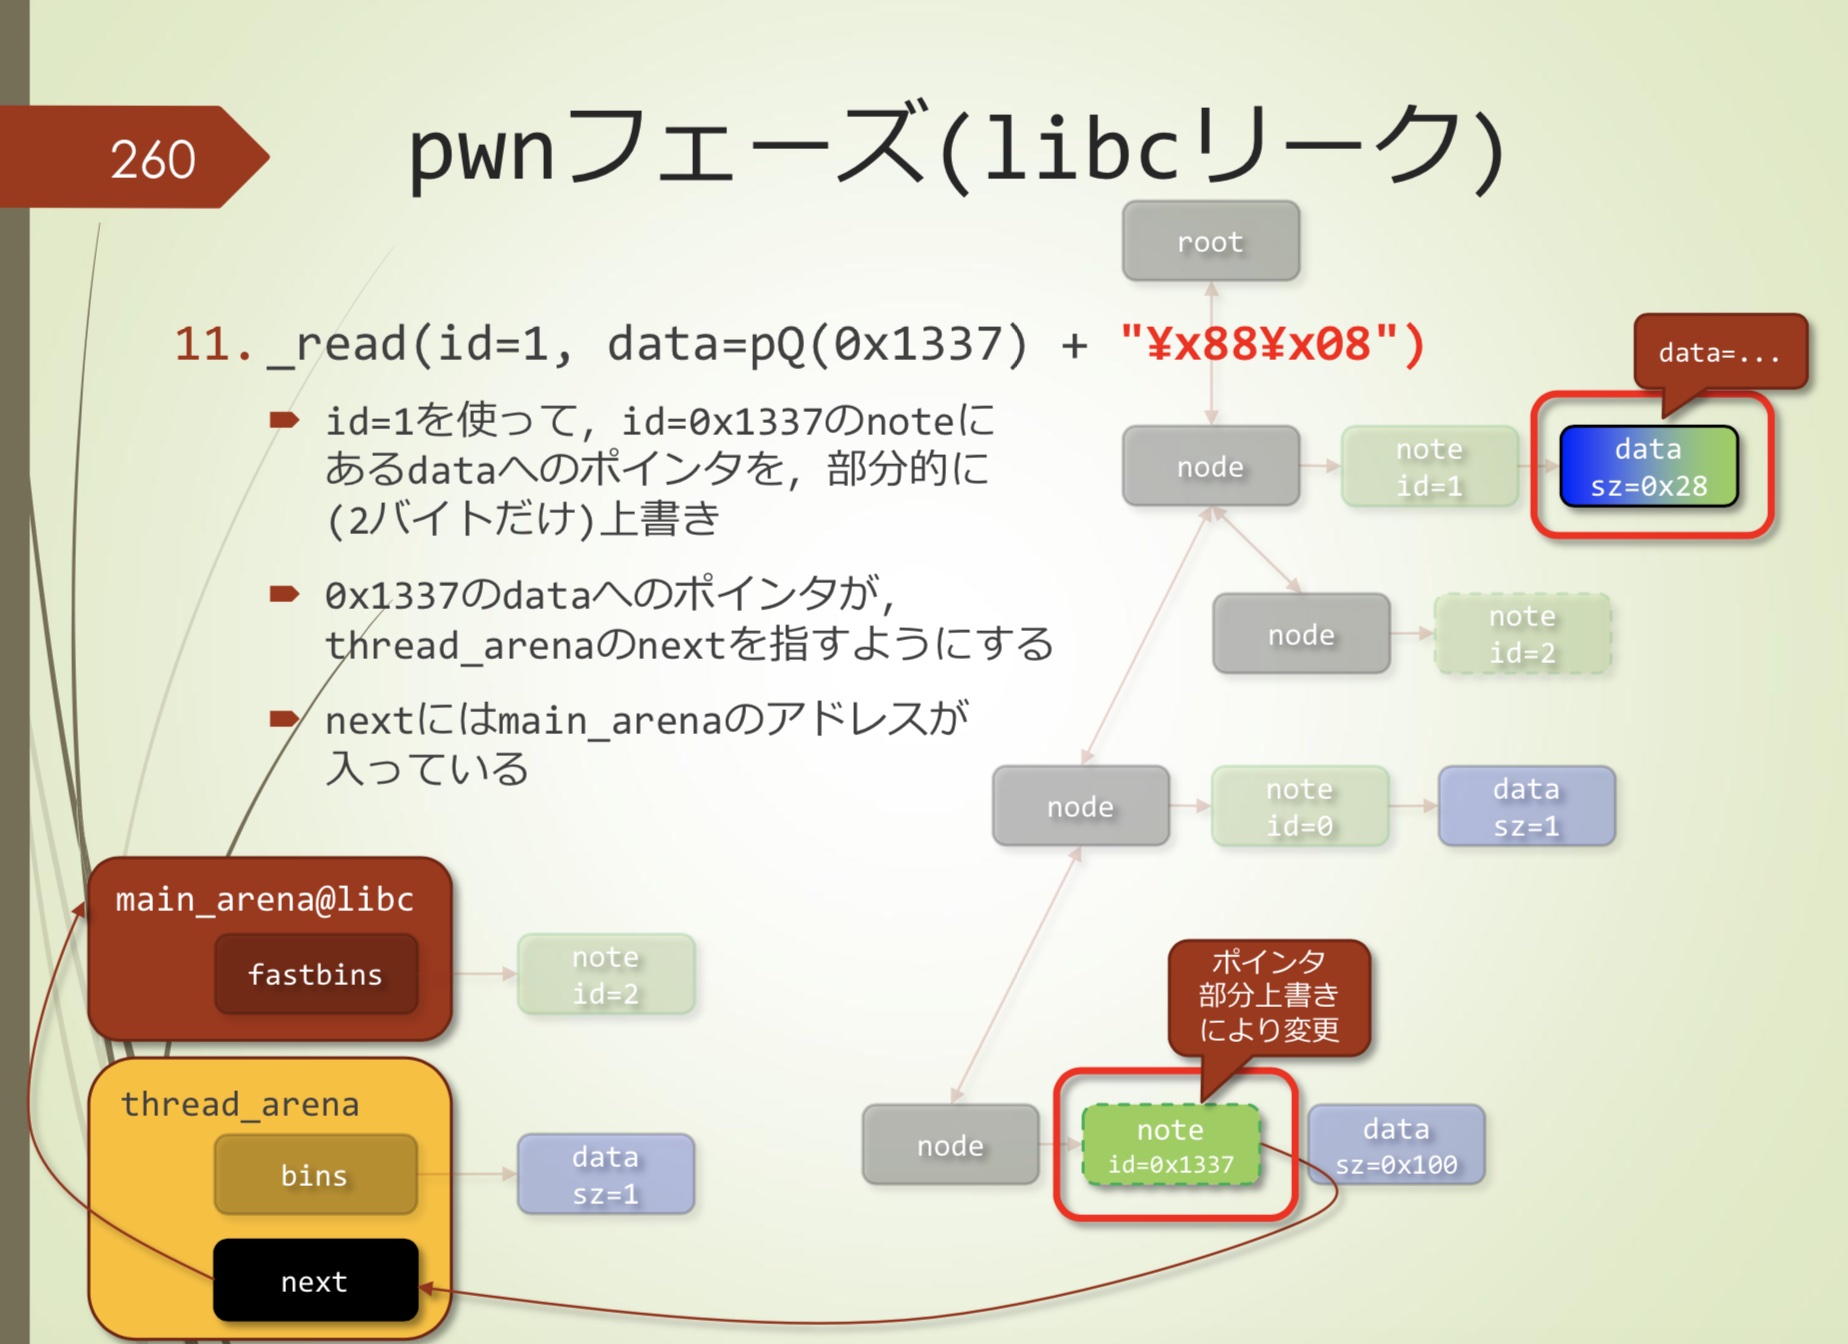 260
pwnフェーズ(libcリーク)
root
11. _read(id=1, data=pQ(0x1337) + "¥x88¥x08")
data=...
id=1を使って, id=0x1337のnoteに
あるdataへのポインタを, 部分的に
(2バイトだけ)上書き
node
note
id=1
data
sz=0x28
0x1337のdataへのポインタが,
thread_arenaのnextを指すようにする
node
note
id=2
nextにはmain_arenaのアドレスが
入っている
node
note
id=0
data
sz=1
main_arena@libc
fastbins
note
id=2
ポインタ
部分上書き
により変更
thread_arena
bins
data
sz=1
node
note
id=0x1337
data
sz=0x100
next